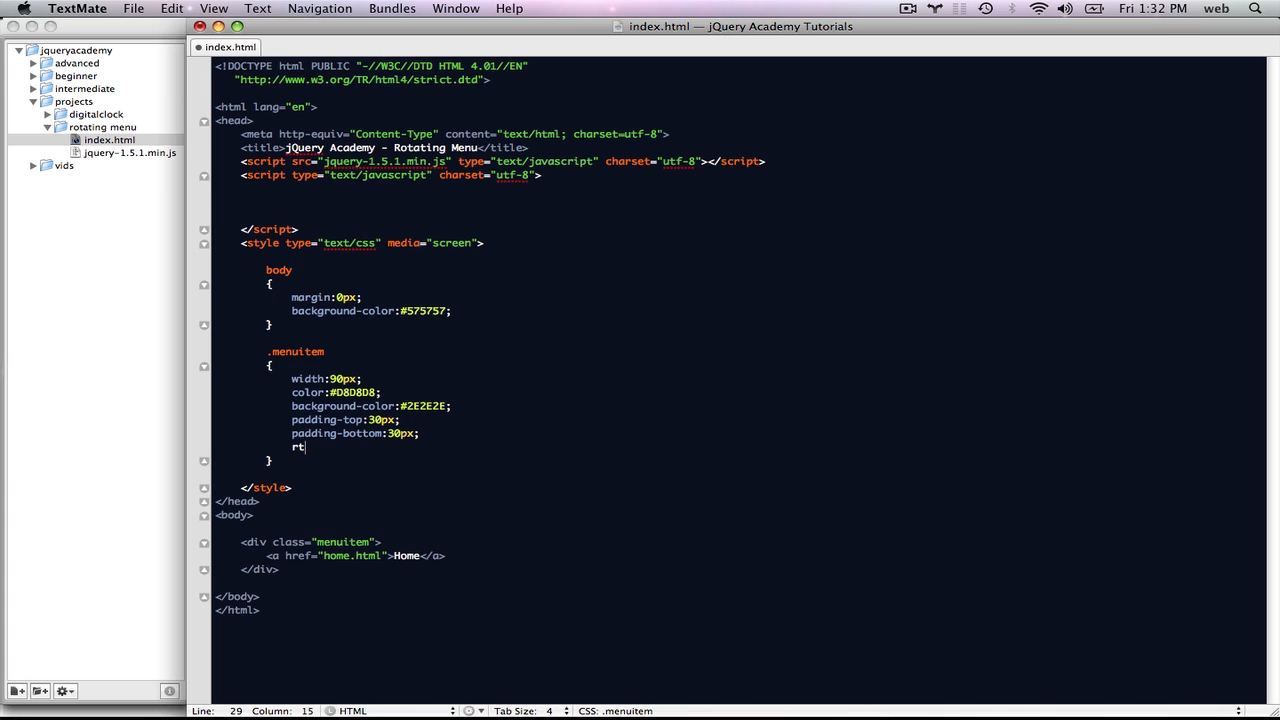 TextMate File Edit View Text Navigation Bundles Window Help Fri 1:32 PM web
index.html — jQuery Academy Tutorials
index.html
jqueryacademy
advanced
beginner
intermediate
projects
digitalclock
rotating menu
index.html
jquery-1.5.1.min.js
vids
<!DOCTYPE html PUBLIC "-//W3C//DTD HTML 4.01//EN"
"http://www.w3.org/TR/html4/strict.dtd">
<html lang="en">
<head>
<meta http-equiv="Content-Type" content="text/html; charset=utf-8">
<title>jQuery Academy - Rotating Menu</title>
<script src="jquery-1.5.1.min.js" type="text/javascript" charset="utf-8"></script>
<script type="text/javascript" charset="utf-8">
</script>
<style type="text/css" media="screen">
body
{
margin:0px;
background-color:#575757;
}
.menuitem
{
width:90px;
color:#D8D8D8;
background-color:#2E2E2E;
padding-top:30px;
padding-bottom:30px;
rt
}
</style>
</head>
<body>
<div class="menuitem">
<a href="home.html">Home</a>
</div>
</body>
</html>
Line: 29 Column: 15 HTML Tab Size: 4 CSS: .menuitem